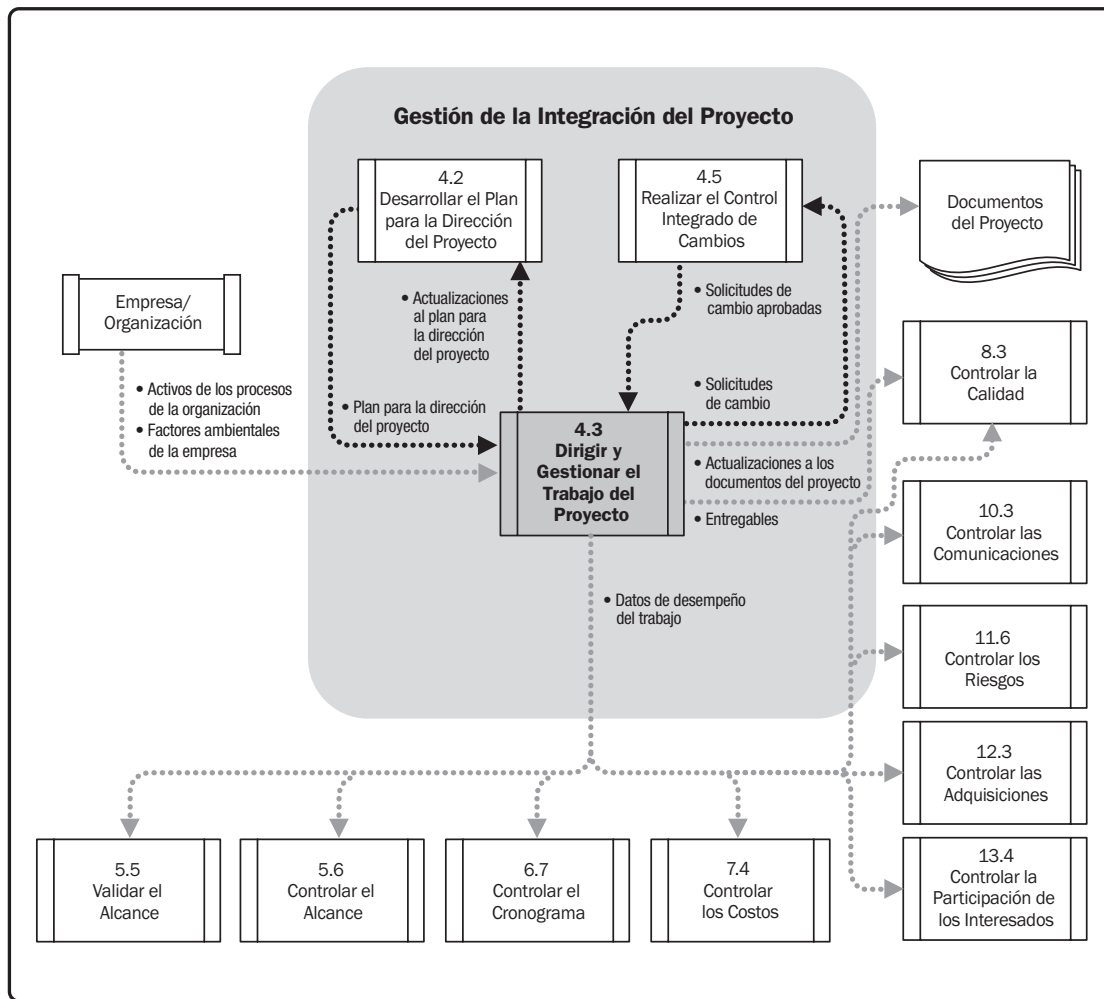 Gestión de la Integración del Proyecto
4.2
Desarrollar el Plan
para la Dirección
del Proyecto
4.5
Realizar el Control
Integrado de
Cambios
Documentos
del Proyecto
Empresa/
Organización
• Actualizaciones
al plan para
la dirección
del proyecto
• Solicitudes de
cambio aprobadas
8.3
Controlar la
Calidad
• Activos de los procesos
de la organización
• Factores ambientales
de la empresa
• Plan para la dirección
del proyecto
• Solicitudes
de cambio
4.3
Dirigir y
Gestionar el
Trabajo del
Proyecto
• Actualizaciones a los
documentos del proyecto
• Entregables
10.3
Controlar las
Comunicaciones
• Datos de desempeño
del trabajo
11.6
Controlar los
Riesgos
12.3
Controlar las
Adquisiciones
5.5
Validar el
Alcance
5.6
Controlar el
Alcance
6.7
Controlar el
Cronograma
7.4
Controlar
los Costos
13.4
Controlar la
Participación de
los Interesados